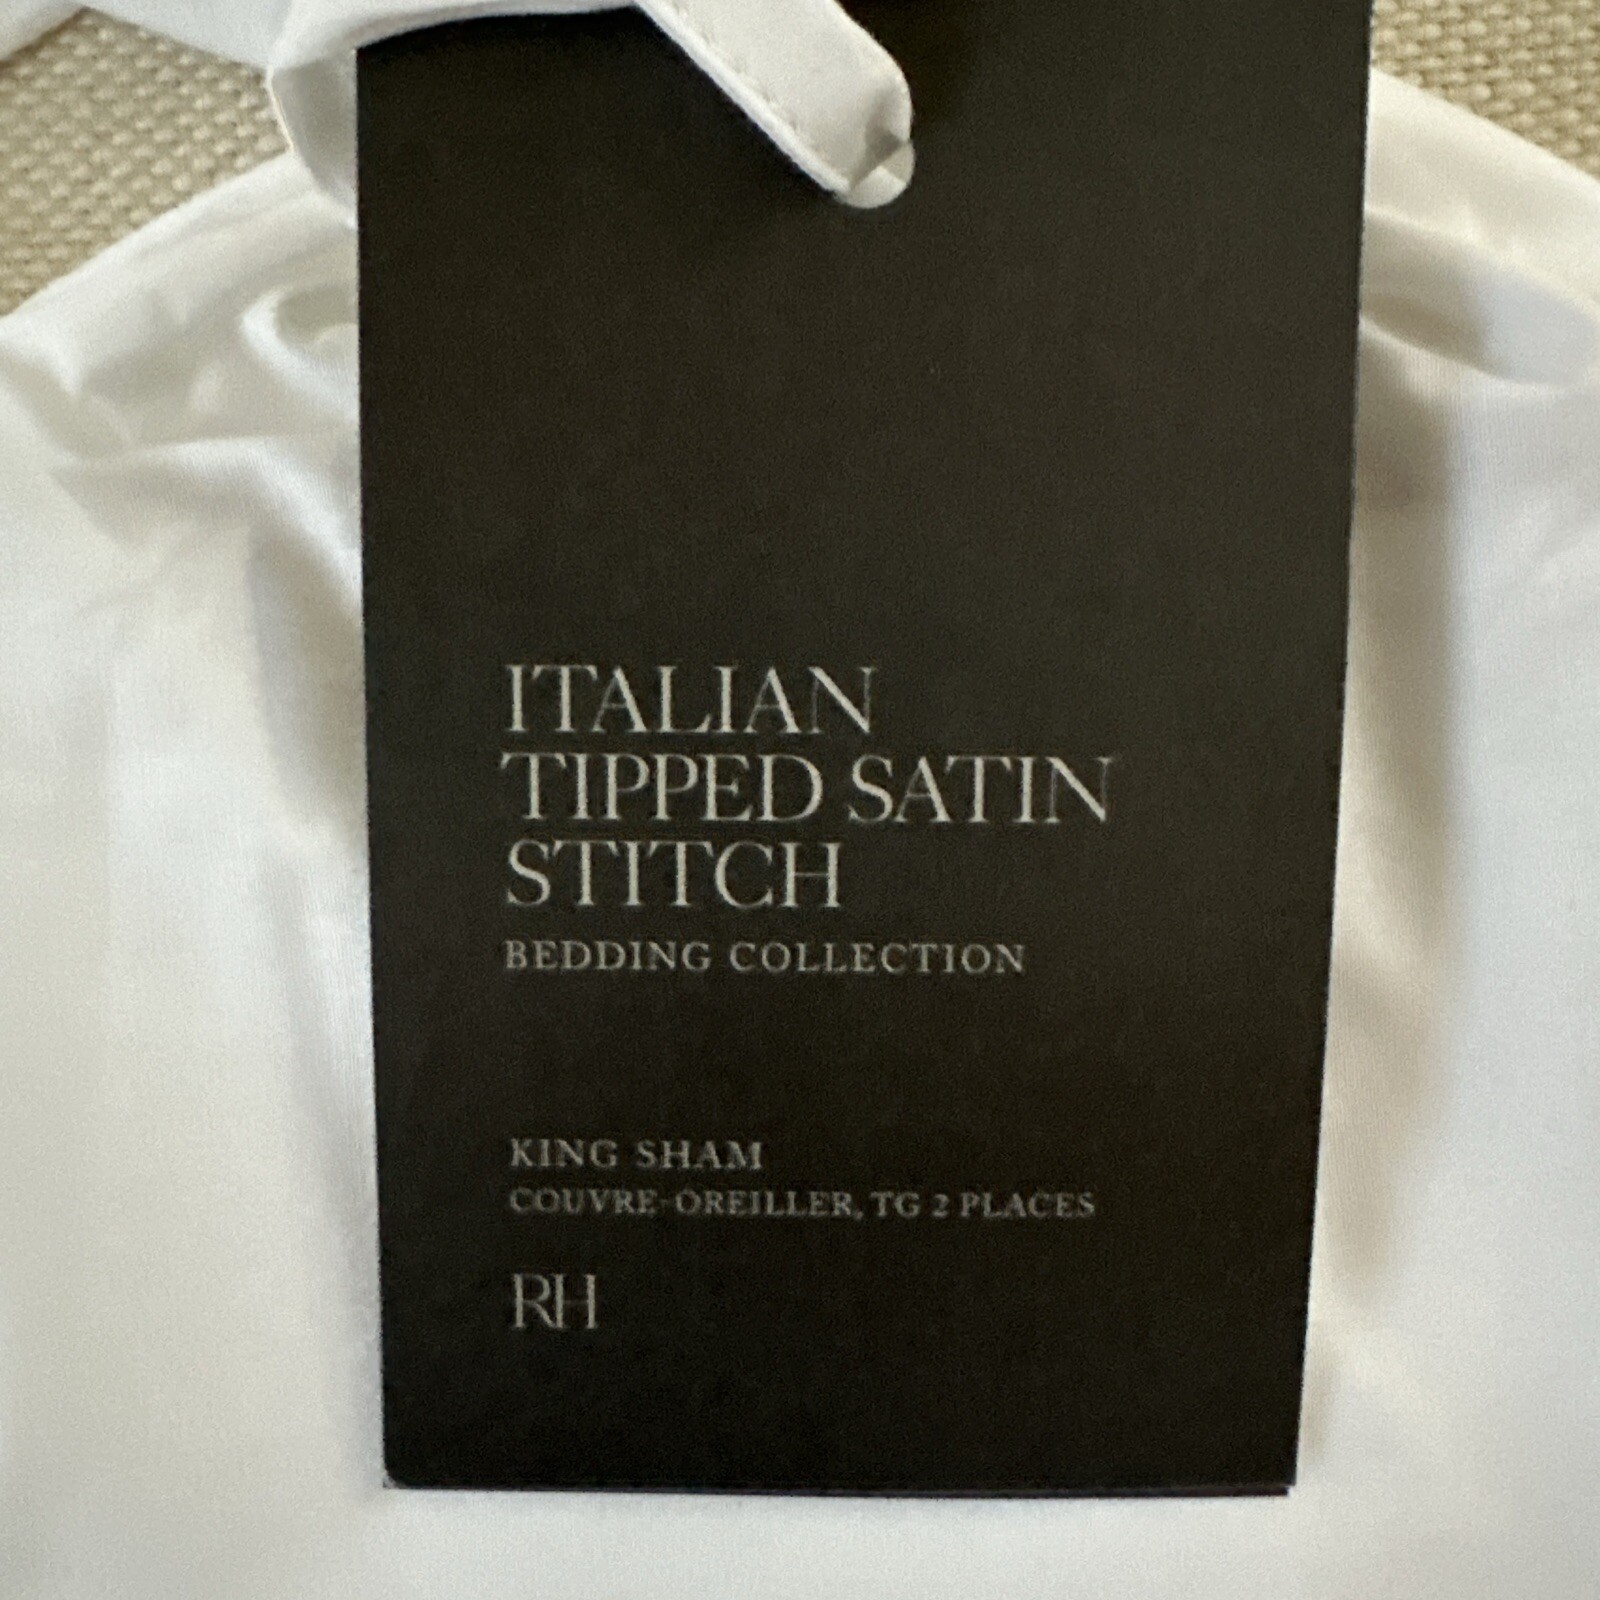 ITALIAN
TIPPED SATIN
STITCH
BEDDING COLLECTION
KING SHAM
COUVRE-OREILLER, TG 2 PLACES
RH